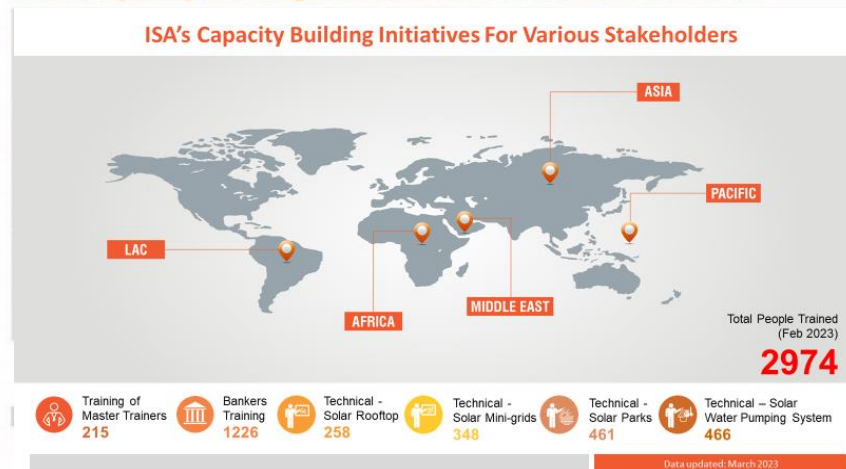 ISA's Capacity Building Initiatives For Various Stakeholders
ASIA
PACIFIC
LAC
AFRICA
MIDDLE EAST
Total People Trained
(Feb 2023)
2974
Training of
Master Trainers
215
Bankers
Training
1226
Technical -
Solar Rooftop
258
Technical -
Solar Mini-grids
348
Technical -
Solar Parks
461
Technical – Solar
Water Pumping System
466
Data updated: March 2023